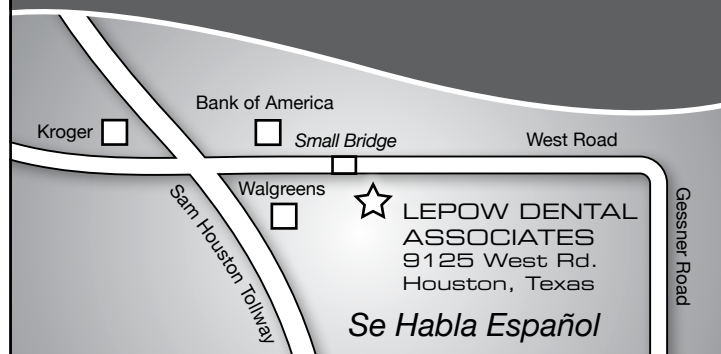 Bank of America
Kroger
Small Bridge
West Road
Walgreens
Sam Houston Tollway
LEPOW DENTAL
ASSOCIATES
9125 West Rd.
Houston, Texas
Gessner Road
Se Habla Español